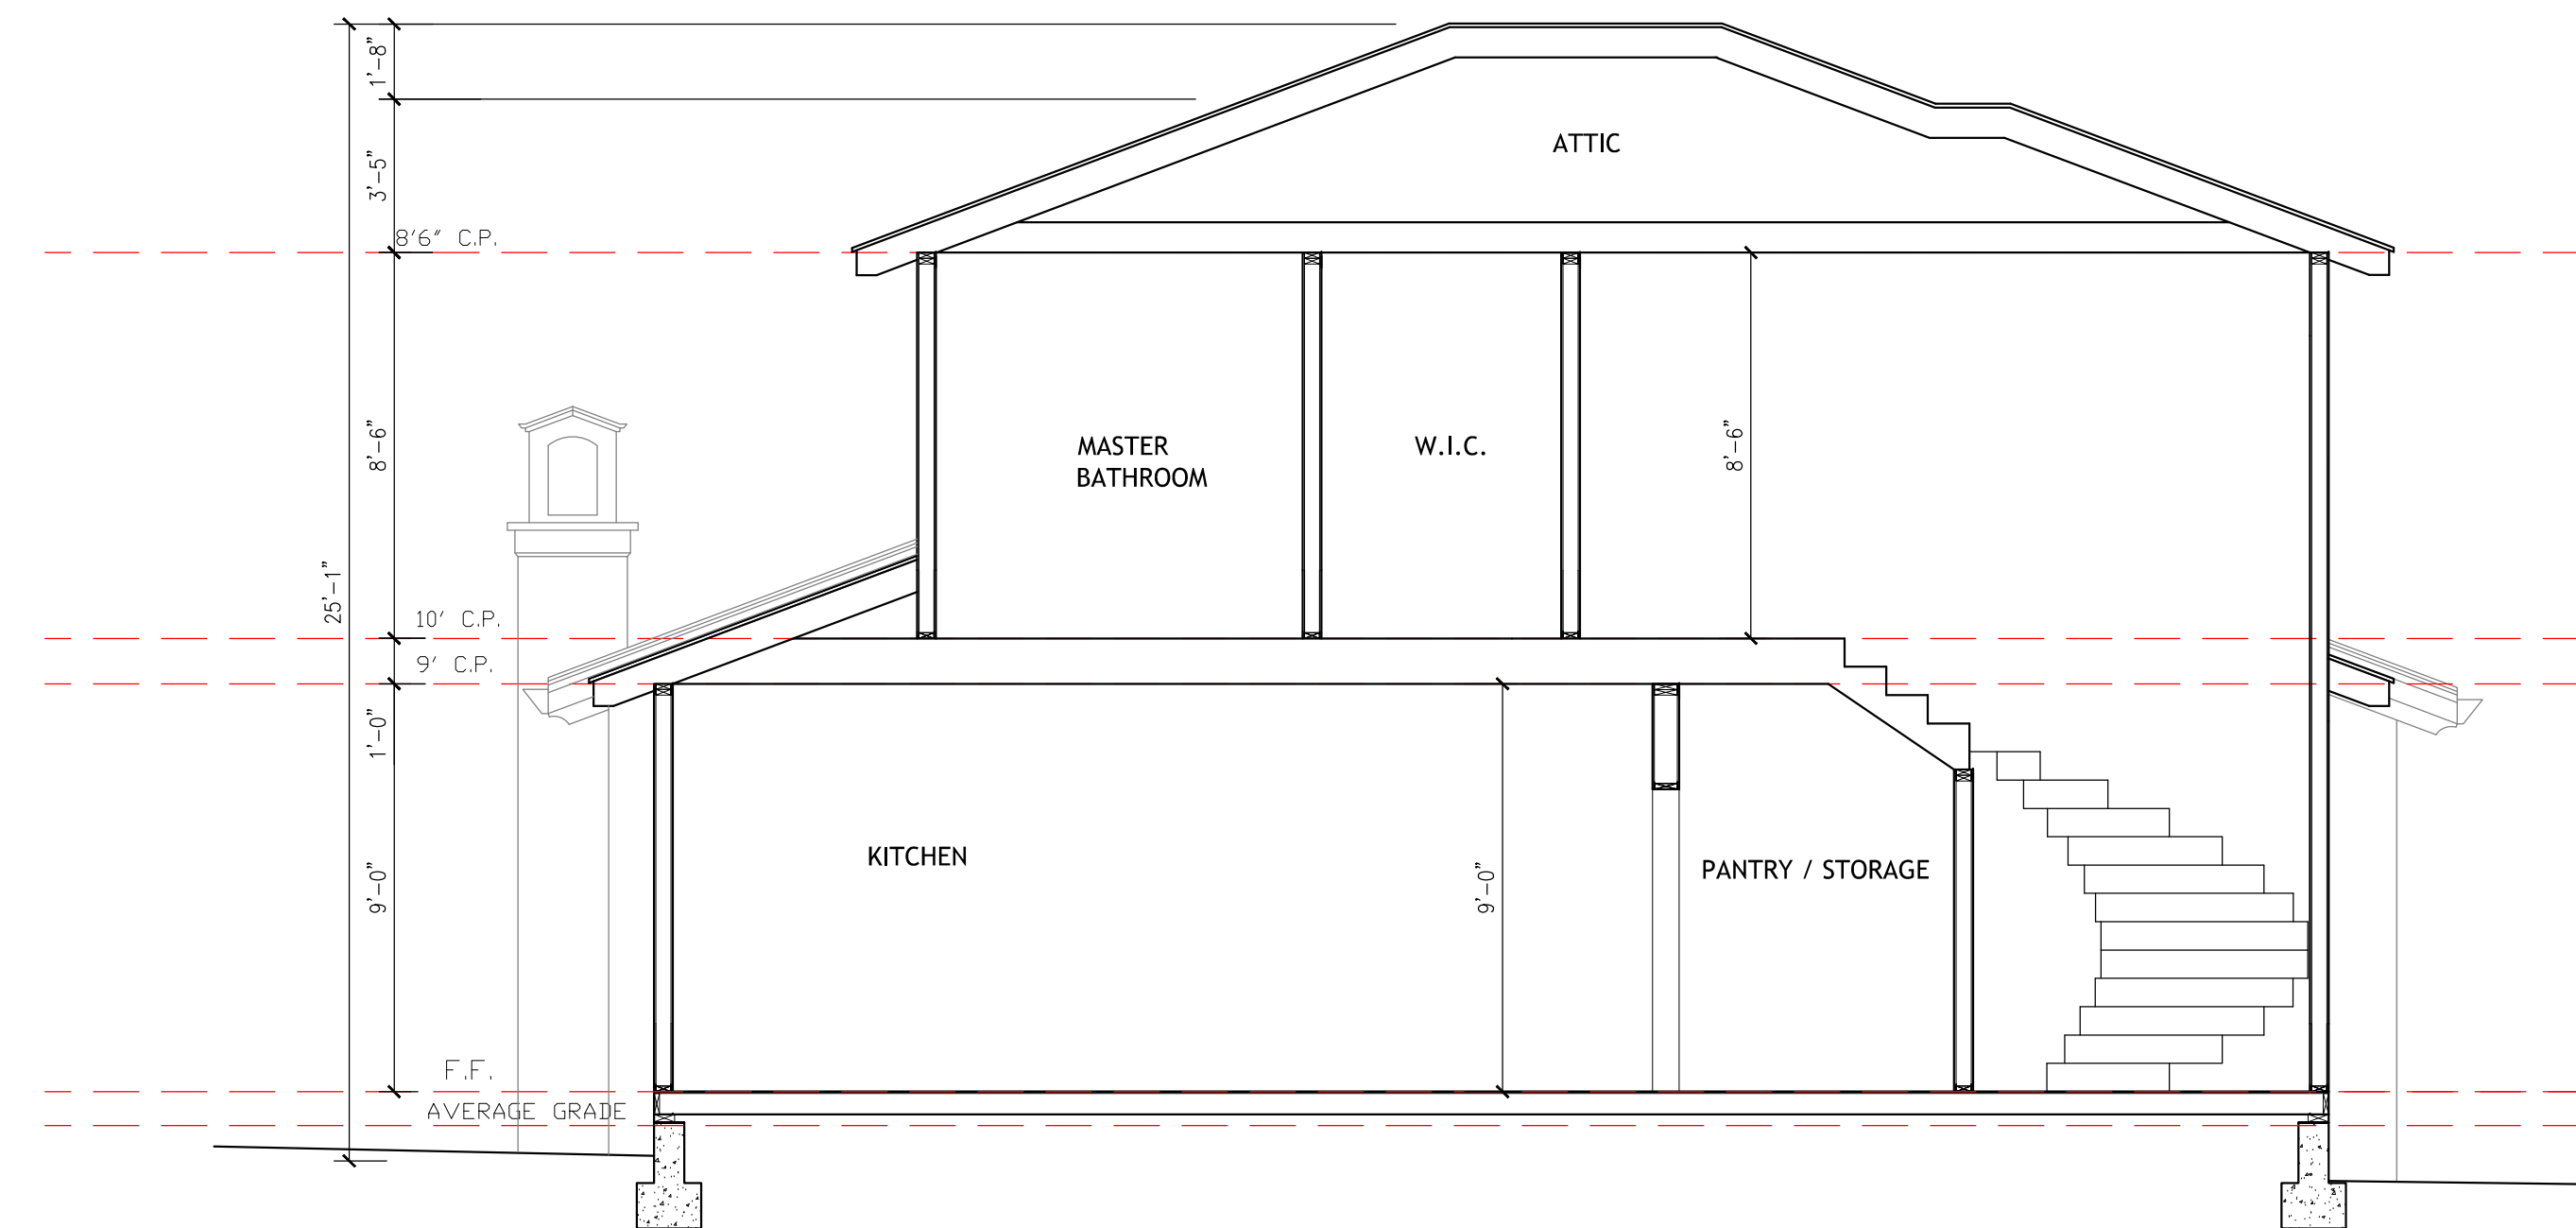 1'-8"
ATTIC
3'-5"
8'6" C.P.
8'-6"
MASTER
BATHROOM
W.I.C.
8'-6"
25'-1"
10' C.P.
9' C.P.
1'-0"
KITCHEN
9'-0"
9'-0"
PANTRY / STORAGE
F.F.
AVERAGE GRADE